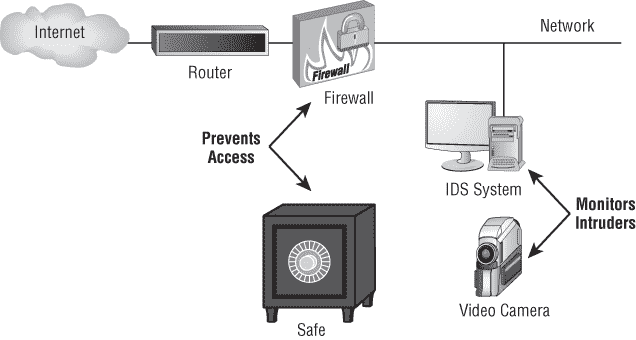 Internet
Router
Firewall
Firewall
Network
Prevents
Access
IDS System
Monitors
Intruders
Video Camera
Safe